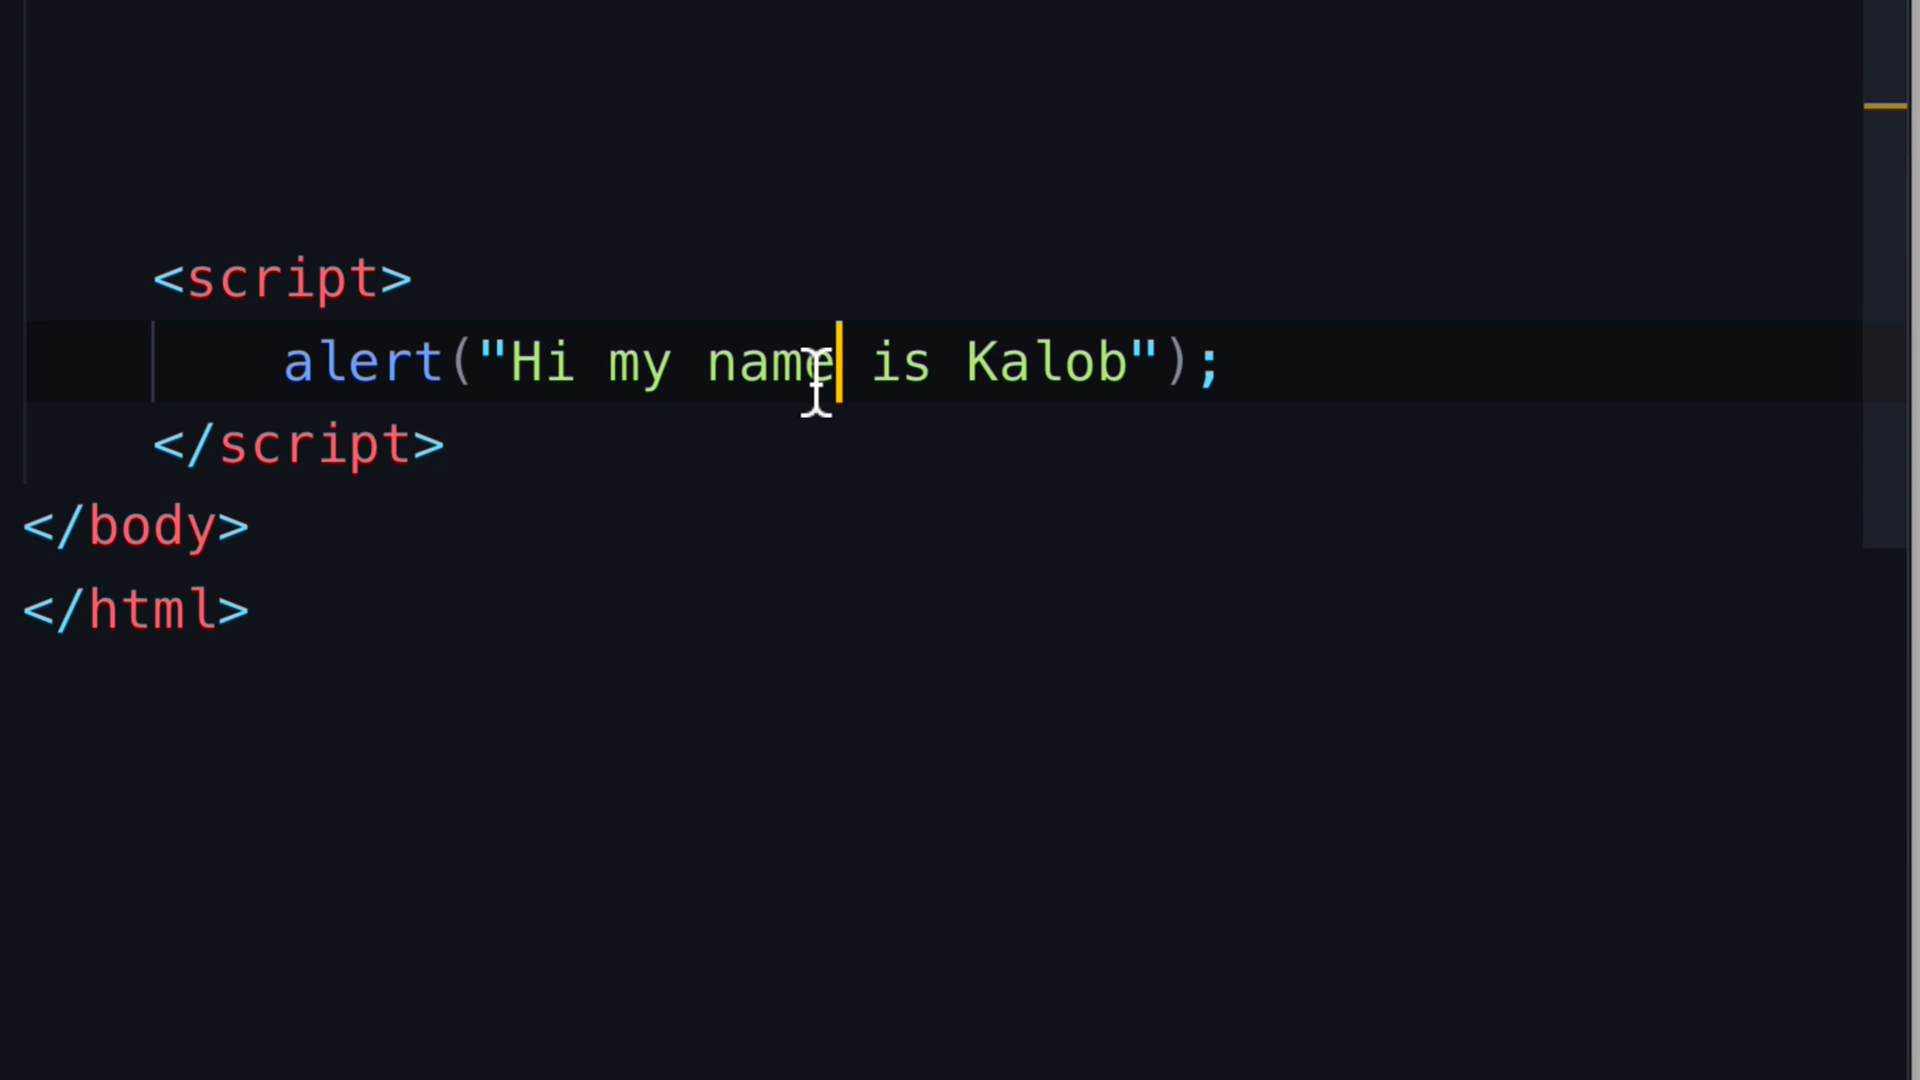 <script>
alert("Hi my name is Kalob");
</script>
</body>
</html>